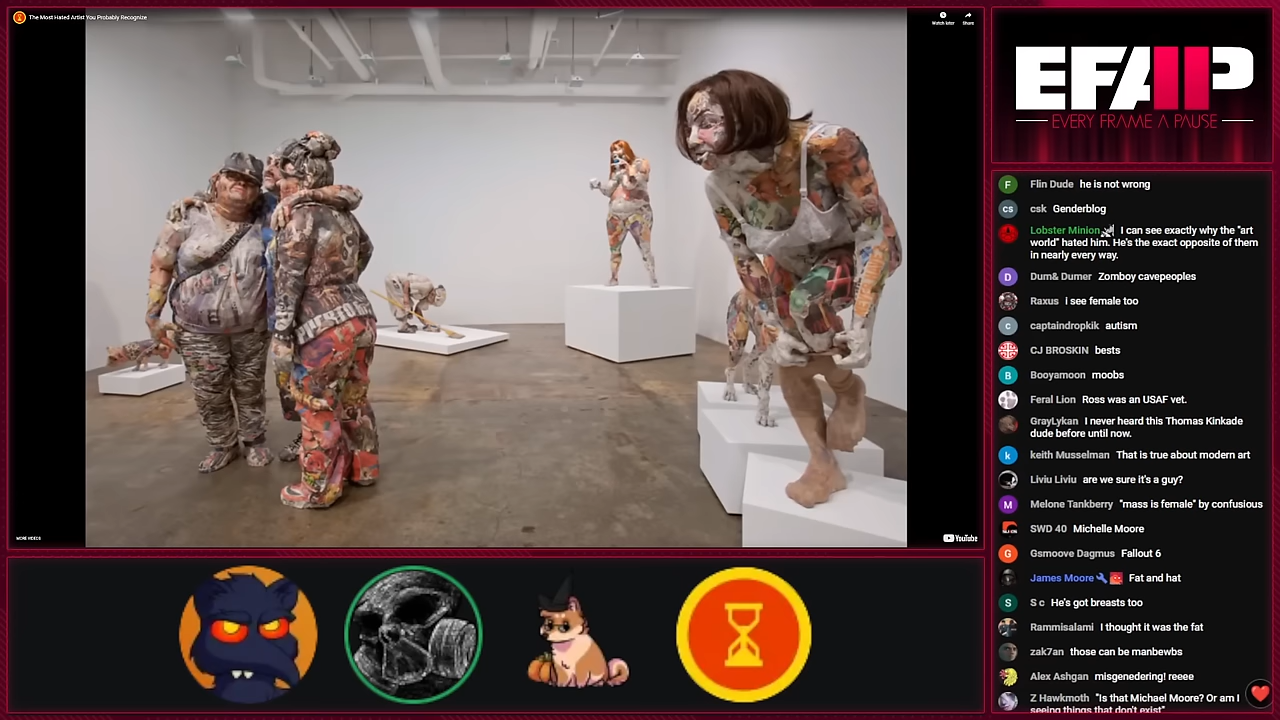 The Most Hated Artist You Probably Recognize
Watch later
Share
MORE VIDEOS
YouTube
EFAP
EVERY FRAME A PAUSE
F Flin Dude he is not wrong
cs csk Genderblog
Lobster Minion I can see exactly why the "art
world" hated him. He's the exact opposite of them
in nearly every way.
D Dum& Dumer Zomboy cavepeoples
Raxus i see female too
c captaindropkik autism
CJ BROSKIN bests
B Booyamoon moobs
Feral Lion Ross was an USAF vet.
GrayLykan I never heard this Thomas Kinkade
dude before until now.
k keith Musselman That is true about modern art
Liviu Liviu are we sure it's a guy?
M Melone Tankberry "mass is female" by confusious
SWD 40 Michelle Moore
G Gsmoove Dagmus Fallout 6
James Moore Fat and hat
S S c He's got breasts too
Rammisalami I thought it was the fat
zak7an those can be manbewbs
Alex Ashgan misgenedering! reeee
Z Hawkmoth "Is that Michael Moore? Or am I
seeing things that don't exist"